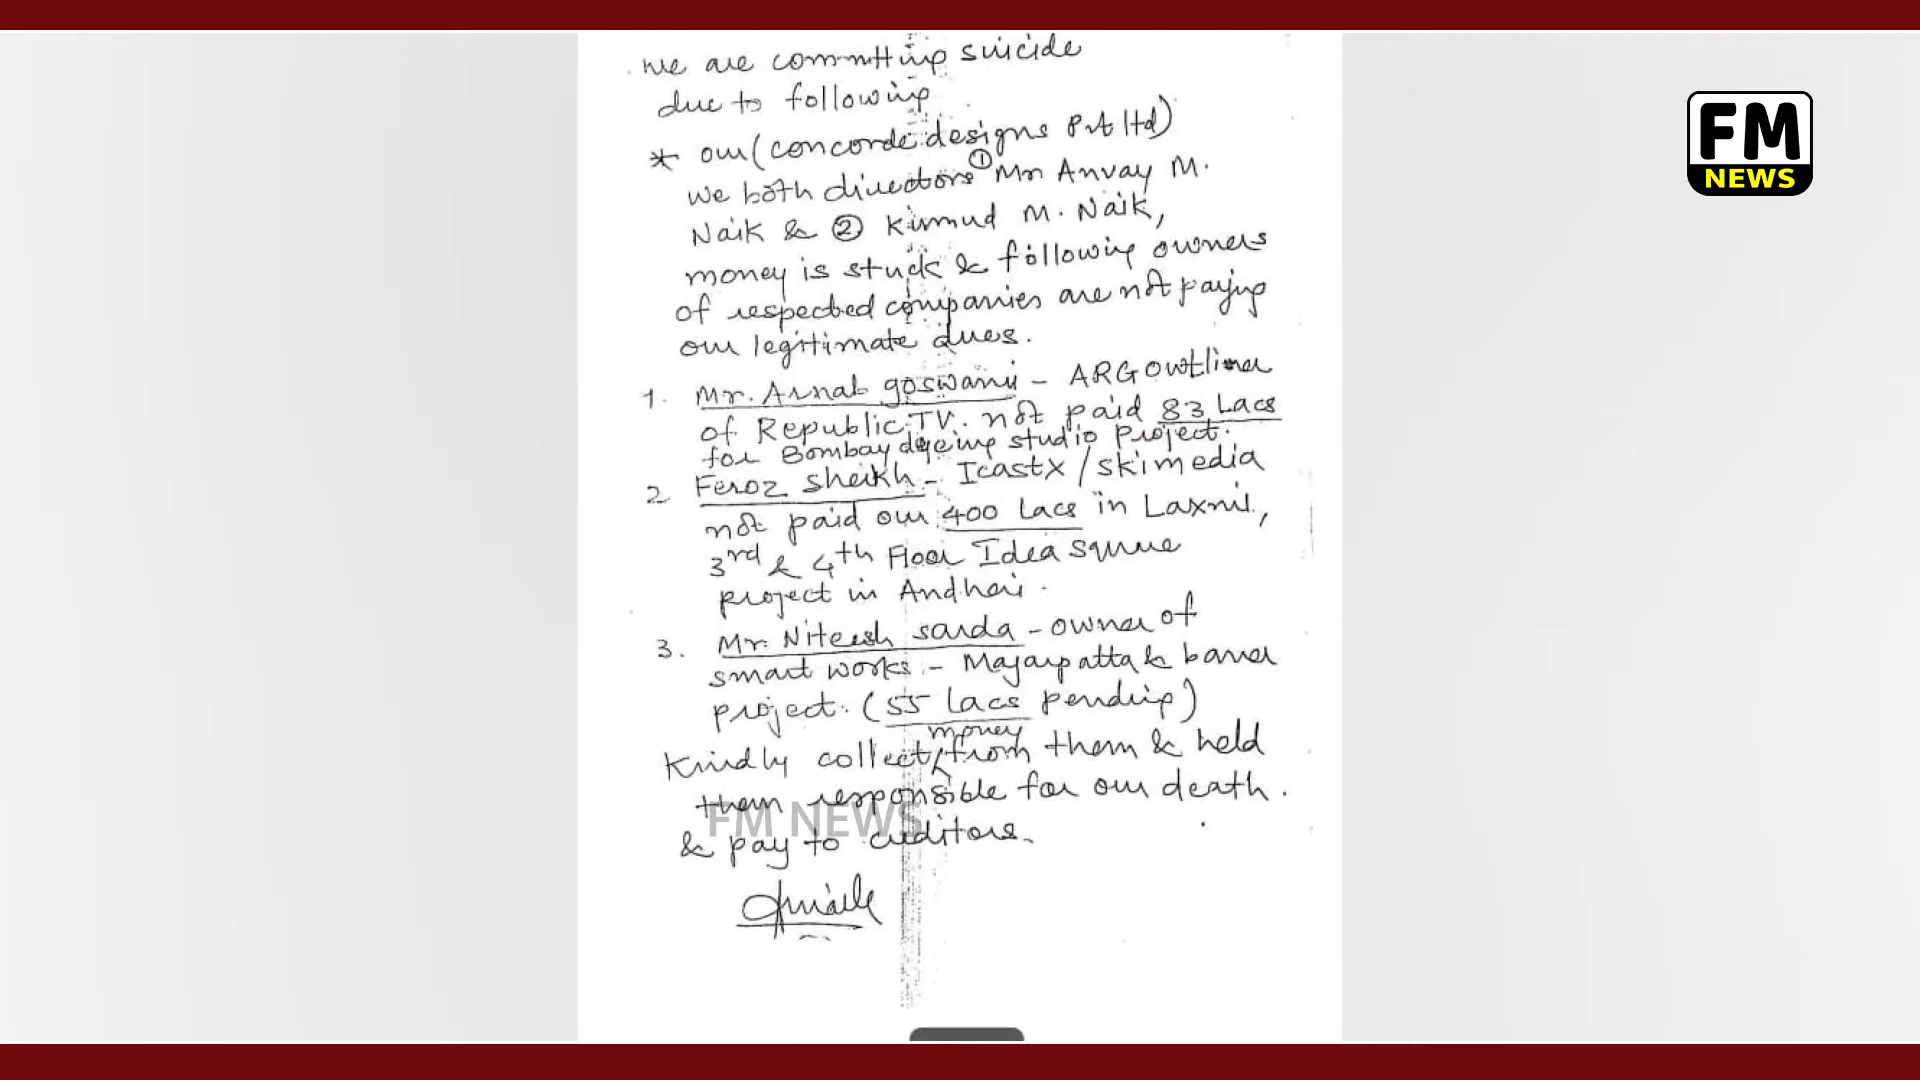 we are committing suicide
due to following
* our (concorde designs Pvt ltd)
we both directors ① Mr Anvay M.
Naik & ② Kumud M. Naik,
money is stuck & following owners
of respected companies are not paying
our legitimate dues.
1. Mr. Arnab goswami - ARG Outlier
of Republic TV. not paid 83 Lacs
for Bombay dyeing studio project.
2 Feroz Sheikh - Icastx / skimedia
not paid our 400 lacs in Laxmi,
3rd & 4th Floor Idea Square
project in Andheri.
3. Mr. Niteish sarda - owner of
smart works - Magarpatta & baner
project. (55 lacs pending)
money
Kindly collect from them & held
them responsible for our death.
& pay to creditors.
FM NEWS
FM
NEWS